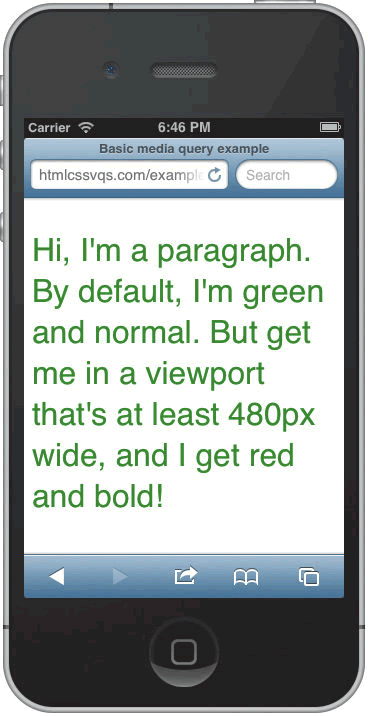 Carrier 6:46 PM
Basic media query example
htmlcssvqs.com/example Search
Hi, I'm a paragraph.
By default, I'm green
and normal. But get
me in a viewport
that's at least 480px
wide, and I get red
and bold!